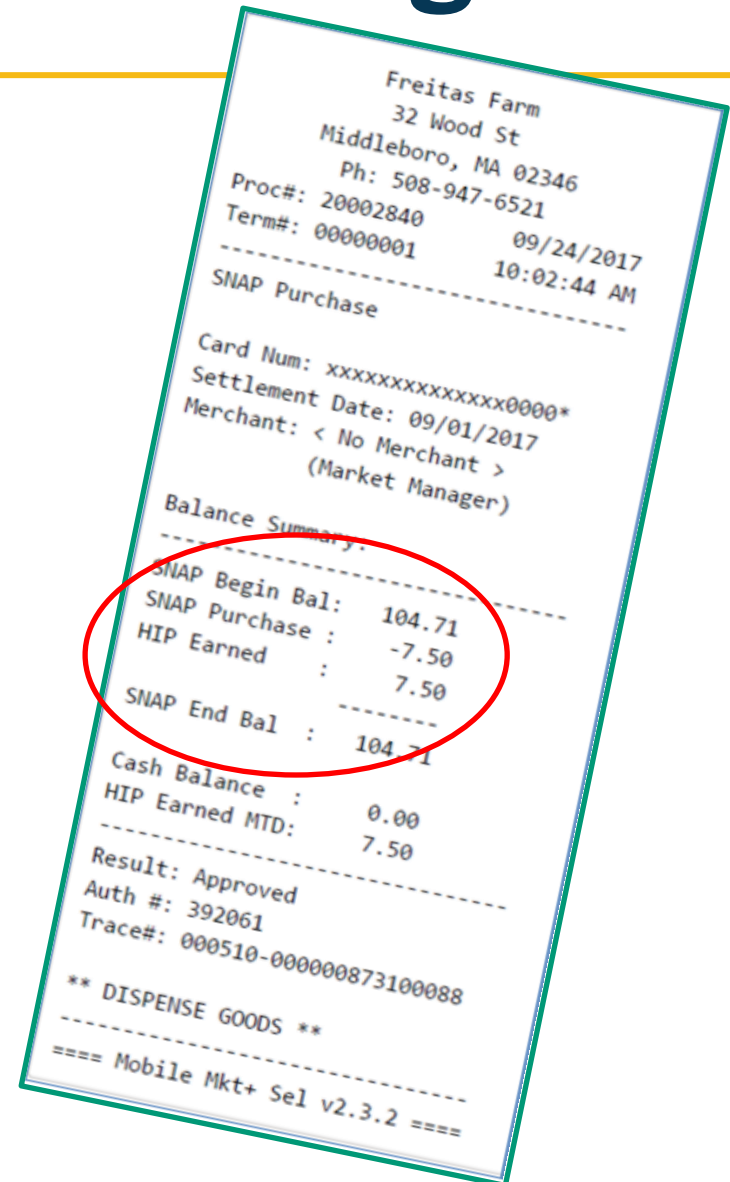 Freitas Farm
32 Wood St
Middleboro, MA 02346
Ph: 508-947-6521
Proc#: 20002840 09/24/2017
Term#: 00000001 10:02:44 AM
--------------------------------
SNAP Purchase
Card Num: xxxxxxxxxxxxxx0000*
Settlement Date: 09/01/2017
Merchant: < No Merchant >
(Market Manager)
Balance Summary:
--------------------------------
SNAP Begin Bal: 104.71
SNAP Purchase : -7.50
HIP Earned : 7.50
--------
SNAP End Bal : 104.71
Cash Balance : 0.00
HIP Earned MTD: 7.50
--------------------------------
Result: Approved
Auth #: 392061
Trace#: 000510-000000873100088
** DISPENSE GOODS **
--------------------------------
==== Mobile Mkt+ Sel v2.3.2 ====